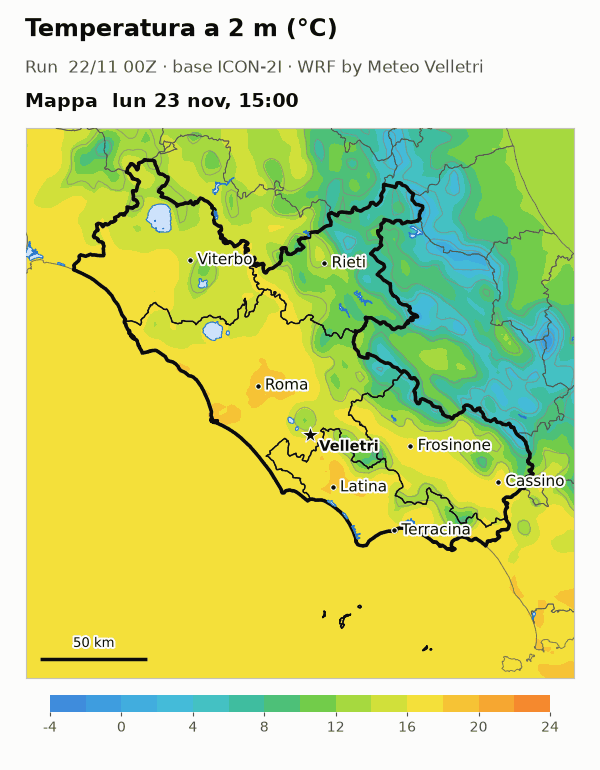 Temperatura a 2 m (°C)
Run  22/11 00Z · base ICON-2I · WRF by Meteo Velletri
Mappa  lun 23 nov, 15:00
Viterbo
Rieti
Roma
Velletri
Frosinone
Cassino
Latina
Terracina
50 km
-4 0 4 8 12 16 20 24